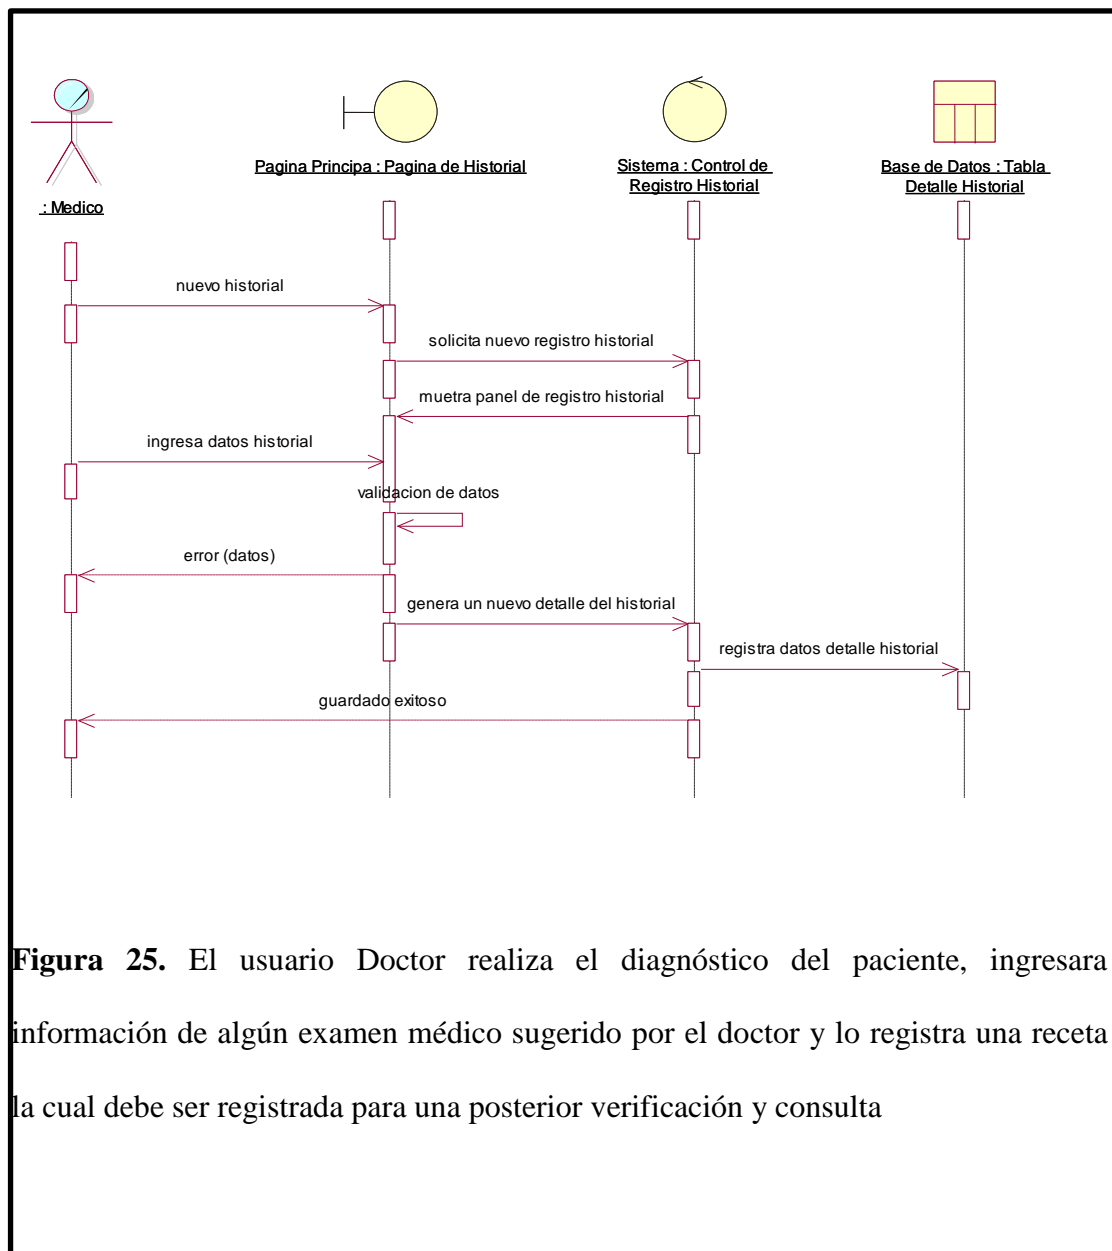 Pagina Principa : Pagina de Historial
Sistema : Control de
Registro Historial
Base de Datos : Tabla
Detalle Historial
: Medico
nuevo historial
solicita nuevo registro historial
muetra panel de registro historial
ingresa datos historial
validacion de datos
error (datos)
genera un nuevo detalle del historial
registra datos detalle historial
guardado exitoso
Figura 25. El usuario Doctor realiza el diagnóstico del paciente, ingresara
información de algún examen médico sugerido por el doctor y lo registra una receta
la cual debe ser registrada para una posterior verificación y consulta